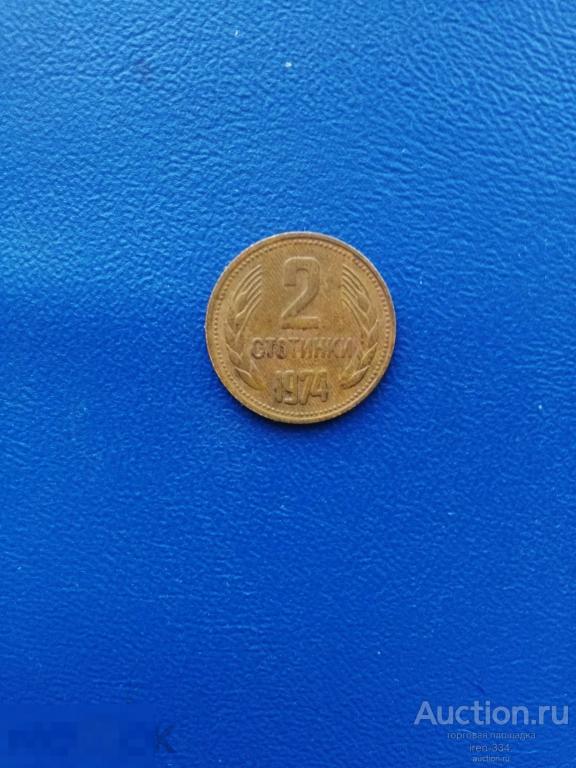 2
СТОТИНКИ
1974
Auction.ru
торговая площадка
iren-334
auction.ru